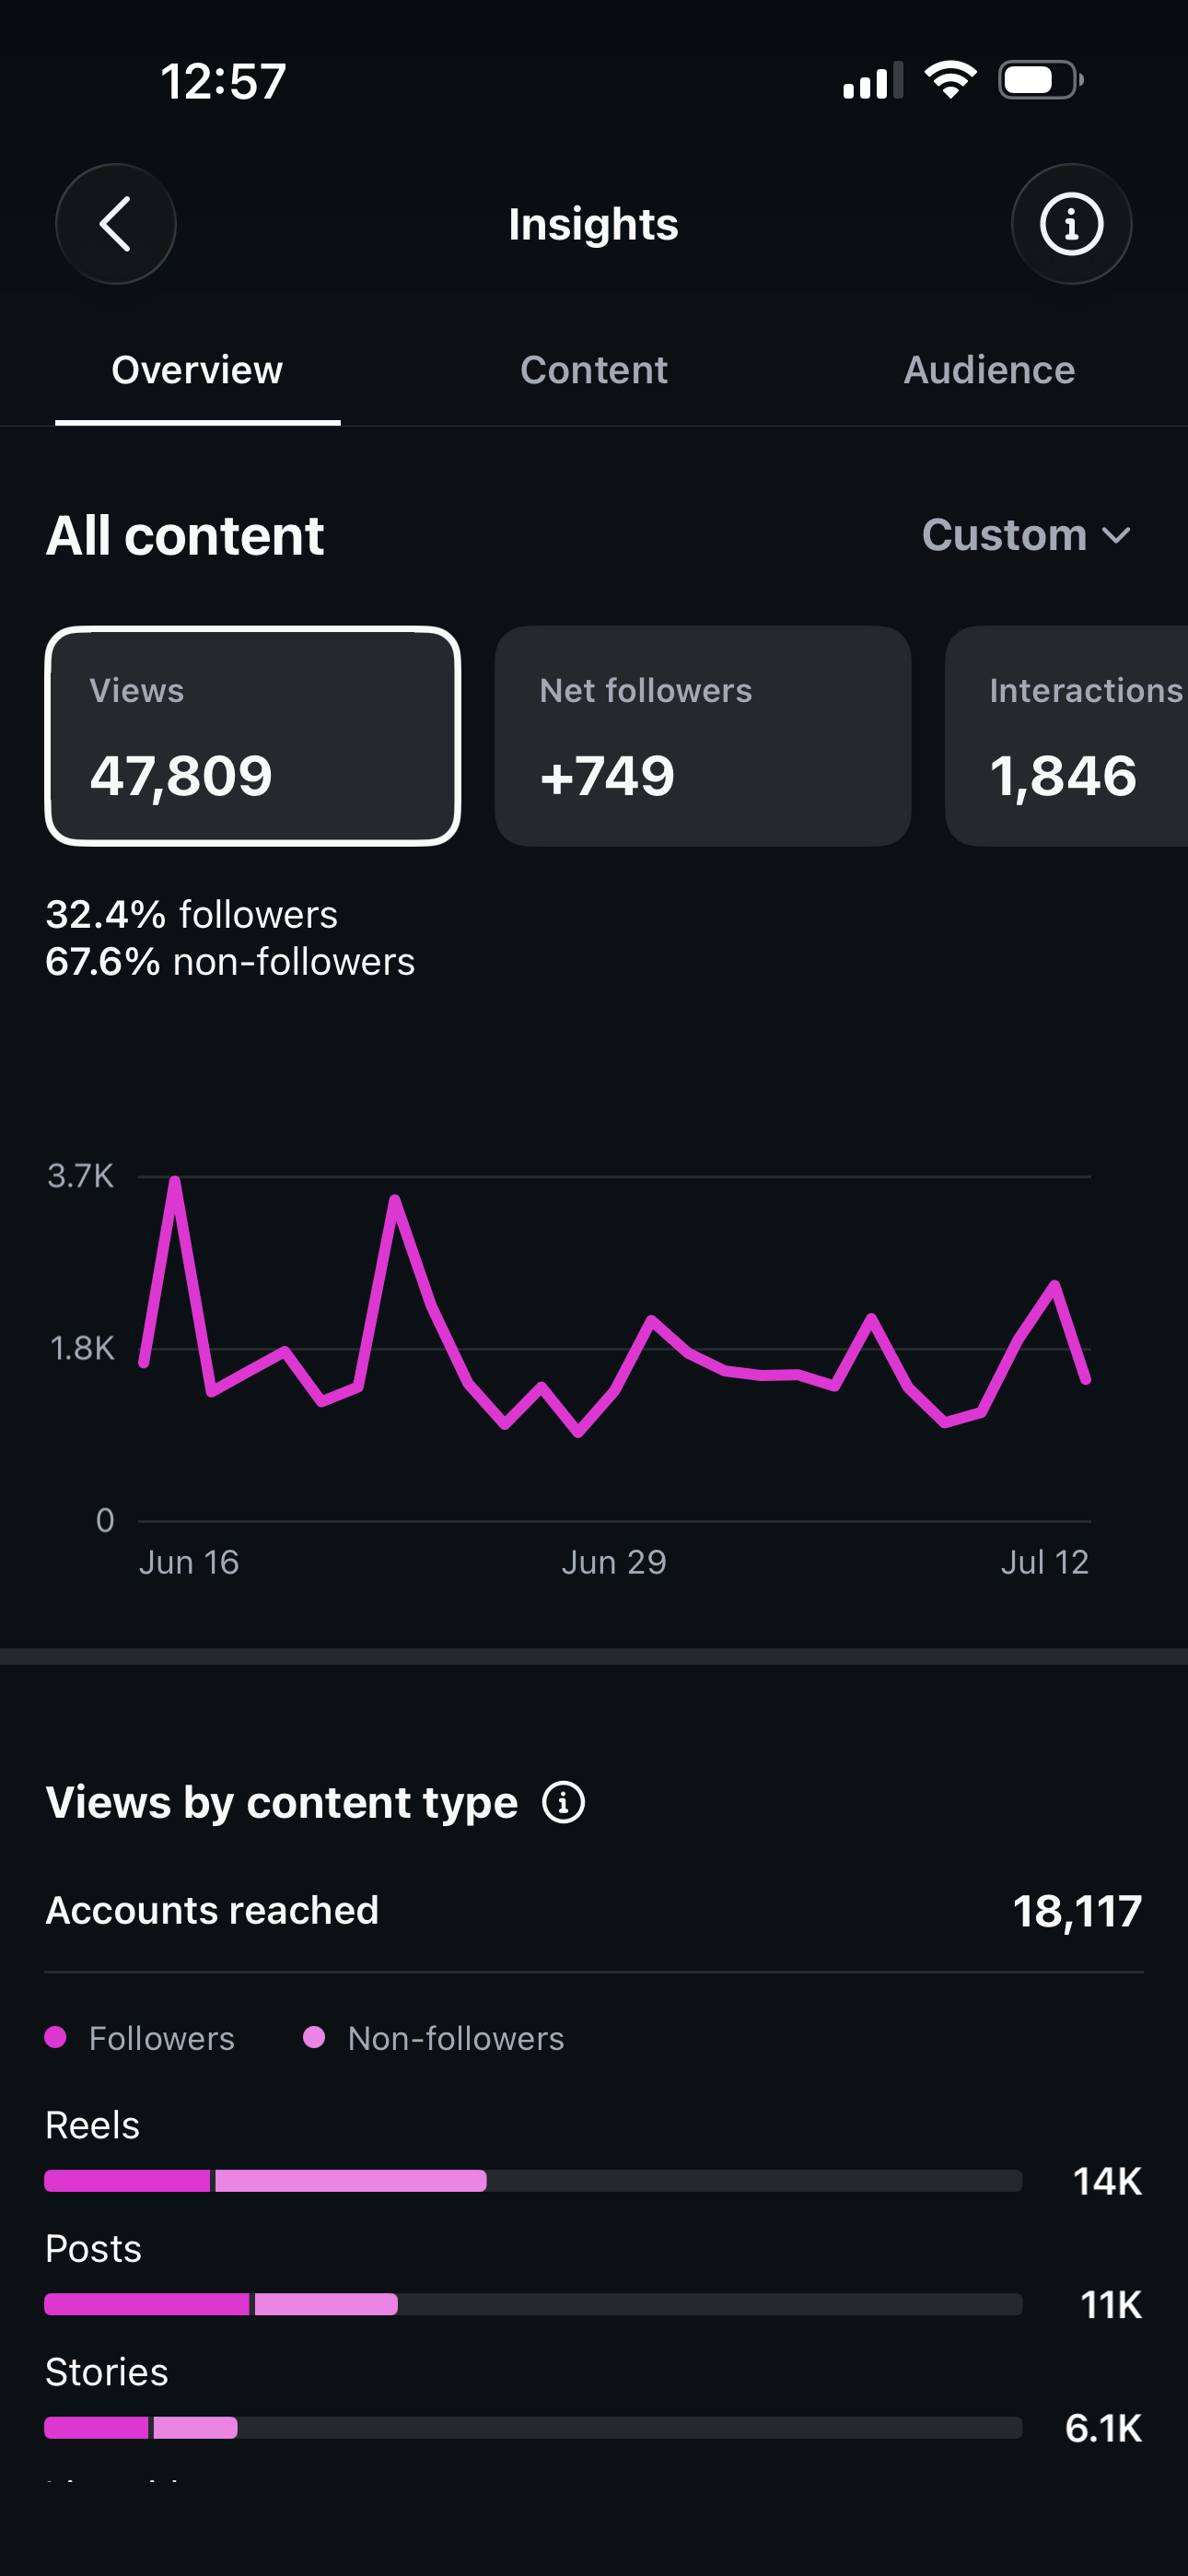 12:57
Insights
Overview Content Audience
All content Custom
Views Net followers Interactions
47,809 +749 1,846
32.4% followers
67.6% non-followers
3.7K
1.8K
0
Jun 16 Jun 29 Jul 12
Views by content type
Accounts reached 18,117
Followers Non-followers
Reels
14K
Posts
11K
Stories
6.1K